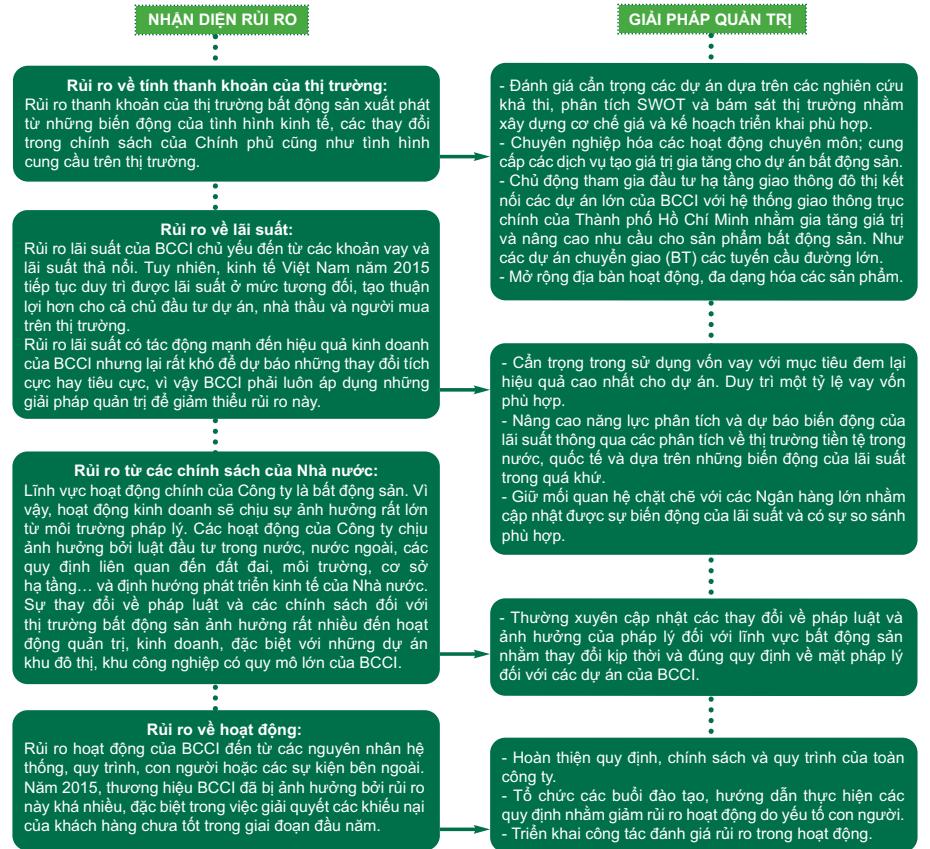 NHẬN DIỆN RỦI RO
Rủi ro về tính thanh khoản của thị trường:
Rủi ro thanh khoản của thị trường bất động sản xuất phát
từ những biến động của tình hình kinh tế, các thay đổi
trong chính sách của Chính phủ cũng như tình hình
cung cầu trên thị trường.
Rủi ro về lãi suất:
Rủi ro lãi suất của BCCI chủ yếu đến từ các khoản vay và
lãi suất thả nổi. Tuy nhiên, kinh tế Việt Nam năm 2015
tiếp tục duy trì được lãi suất ở mức tương đối, tạo thuận
lợi hơn cho cả chủ đầu tư dự án, nhà thầu và người mua
trên thị trường.
Rủi ro lãi suất có tác động mạnh đến hiệu quả kinh doanh
của BCCI nhưng lại rất khó để dự báo những thay đổi tích
cực hay tiêu cực, vì vậy BCCI phải luôn áp dụng những
giải pháp quản trị để giảm thiểu rủi ro này.
Rủi ro từ các chính sách của Nhà nước:
Lĩnh vực hoạt động chính của Công ty là bất động sản. Vì
vậy, hoạt động kinh doanh sẽ chịu sự ảnh hưởng rất lớn
từ môi trường pháp lý. Các hoạt động của Công ty chịu
ảnh hưởng bởi luật đầu tư trong nước, nước ngoài, các
quy định liên quan đến đất đai, môi trường, cơ sở
hạ tầng… và định hướng phát triển kinh tế của Nhà nước.
Sự thay đổi về pháp luật và các chính sách đối với
thị trường bất động sản ảnh hưởng rất nhiều đến hoạt
động quản trị, kinh doanh, đặc biệt với những dự án
khu đô thị, khu công nghiệp có quy mô lớn của BCCI.
Rủi ro về hoạt động:
Rủi ro hoạt động của BCCI đến từ các nguyên nhân hệ
thống, quy trình, con người hoặc các sự kiện bên ngoài.
Năm 2015, thương hiệu BCCI đã bị ảnh hưởng bởi rủi ro
này khá nhiều, đặc biệt trong việc giải quyết các khiếu nại
của khách hàng chưa tốt trong giai đoạn đầu năm.
GIẢI PHÁP QUẢN TRỊ
- Đánh giá cẩn trọng các dự án dựa trên các nghiên cứu
khả thi, phân tích SWOT và bám sát thị trường nhằm
xây dựng cơ chế giá và kế hoạch triển khai phù hợp.
- Chuyên nghiệp hóa các hoạt động chuyên môn; cung
cấp các dịch vụ tạo giá trị gia tăng cho dự án bất động sản.
- Chủ động tham gia đầu tư hạ tầng giao thông đô thị kết
nối các dự án lớn của BCCI với hệ thống giao thông trục
chính của Thành phố Hồ Chí Minh nhằm gia tăng giá trị
và nâng cao nhu cầu cho sản phẩm bất động sản. Như
các dự án chuyển giao (BT) các tuyến cầu đường lớn.
- Mở rộng địa bàn hoạt động, đa dạng hóa các sản phẩm.
- Cẩn trọng trong sử dụng vốn vay với mục tiêu đem lại
hiệu quả cao nhất cho dự án. Duy trì một tỷ lệ vay vốn
phù hợp.
- Nâng cao năng lực phân tích và dự báo biến động của
lãi suất thông qua các phân tích về thị trường tiền tệ trong
nước, quốc tế và dựa trên những biến động của lãi suất
trong quá khứ.
- Giữ mối quan hệ chặt chẽ với các Ngân hàng lớn nhằm
cập nhật được sự biến động của lãi suất và có sự so sánh
phù hợp.
- Thường xuyên cập nhật các thay đổi về pháp luật và
ảnh hưởng của pháp lý đối với lĩnh vực bất động sản
nhằm thay đổi kịp thời và đúng quy định về mặt pháp lý
đối với các dự án của BCCI.
- Hoàn thiện quy định, chính sách và quy trình của toàn
công ty.
- Tổ chức các buổi đào tạo, hướng dẫn thực hiện các
quy định nhằm giảm rủi ro hoạt động do yếu tố con người.
- Triển khai công tác đánh giá rủi ro trong hoạt động.